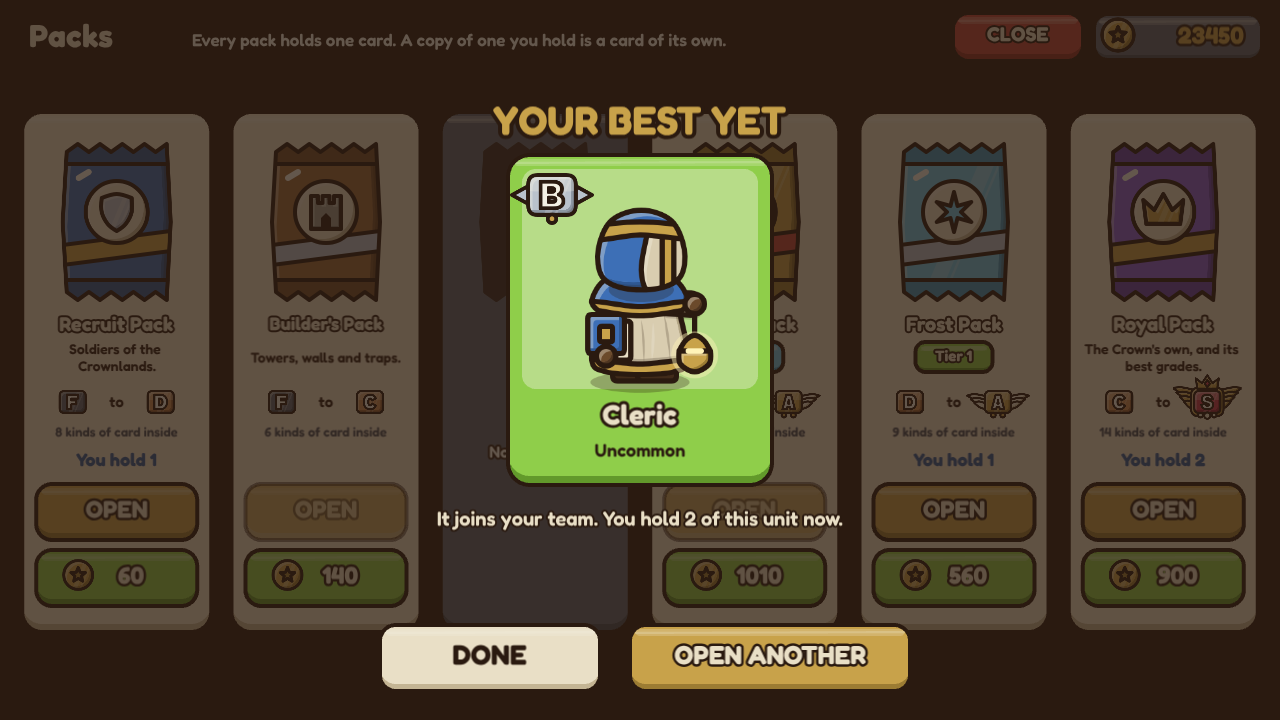 Packs
Every pack holds one card. A copy of one you hold is a card of its own.
CLOSE
23450
YOUR BEST YET
B
Cleric
Uncommon
It joins your team. You hold 2 of this unit now.
DONE
OPEN ANOTHER
Recruit Pack
Soldiers of the
Crownlands.
F to D
8 kinds of card inside
You hold 1
OPEN
60
Builder's Pack
Towers, walls and traps.
F to C
6 kinds of card inside
OPEN
140
A
OPEN
1010
Frost Pack
Tier 1
D to A
9 kinds of card inside
You hold 1
OPEN
560
Royal Pack
The Crown's own, and its
best grades.
C to S
14 kinds of card inside
You hold 2
OPEN
900